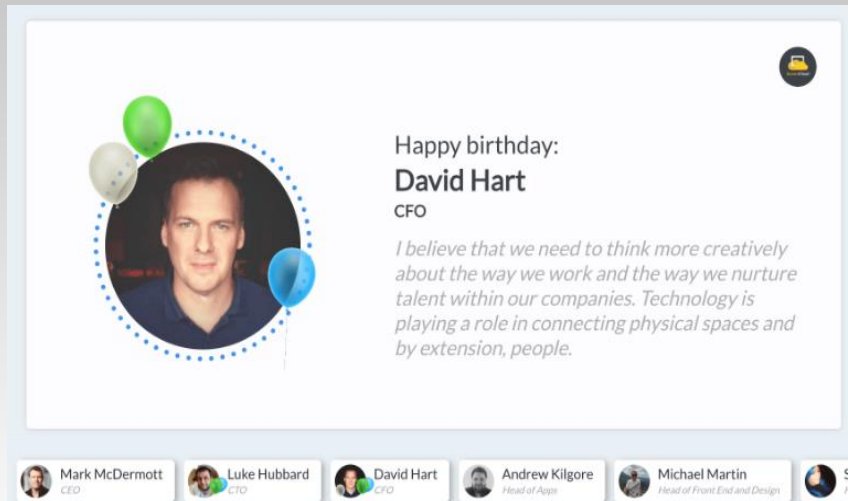 Happy birthday:
David Hart
CFO
I believe that we need to think more creatively
about the way we work and the way we nurture
talent within our companies. Technology is
playing a role in connecting physical spaces and
by extension, people.
Mark McDermott
CEO
Luke Hubbard
CTO
David Hart
CFO
Andrew Kilgore
Head of Apps
Michael Martin
Head of Front End and Design